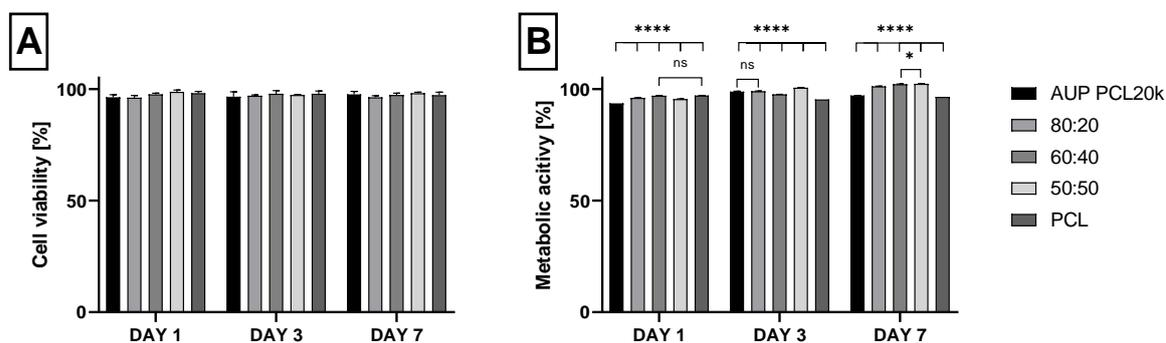 A
Cell viability [%]
100
50
0
DAY 1 DAY 3 DAY 7
B
Metabolic acitivy [%]
100
50
0
**** **** ****
ns ns *
DAY 1 DAY 3 DAY 7
AUP PCL20k
80:20
60:40
50:50
PCL